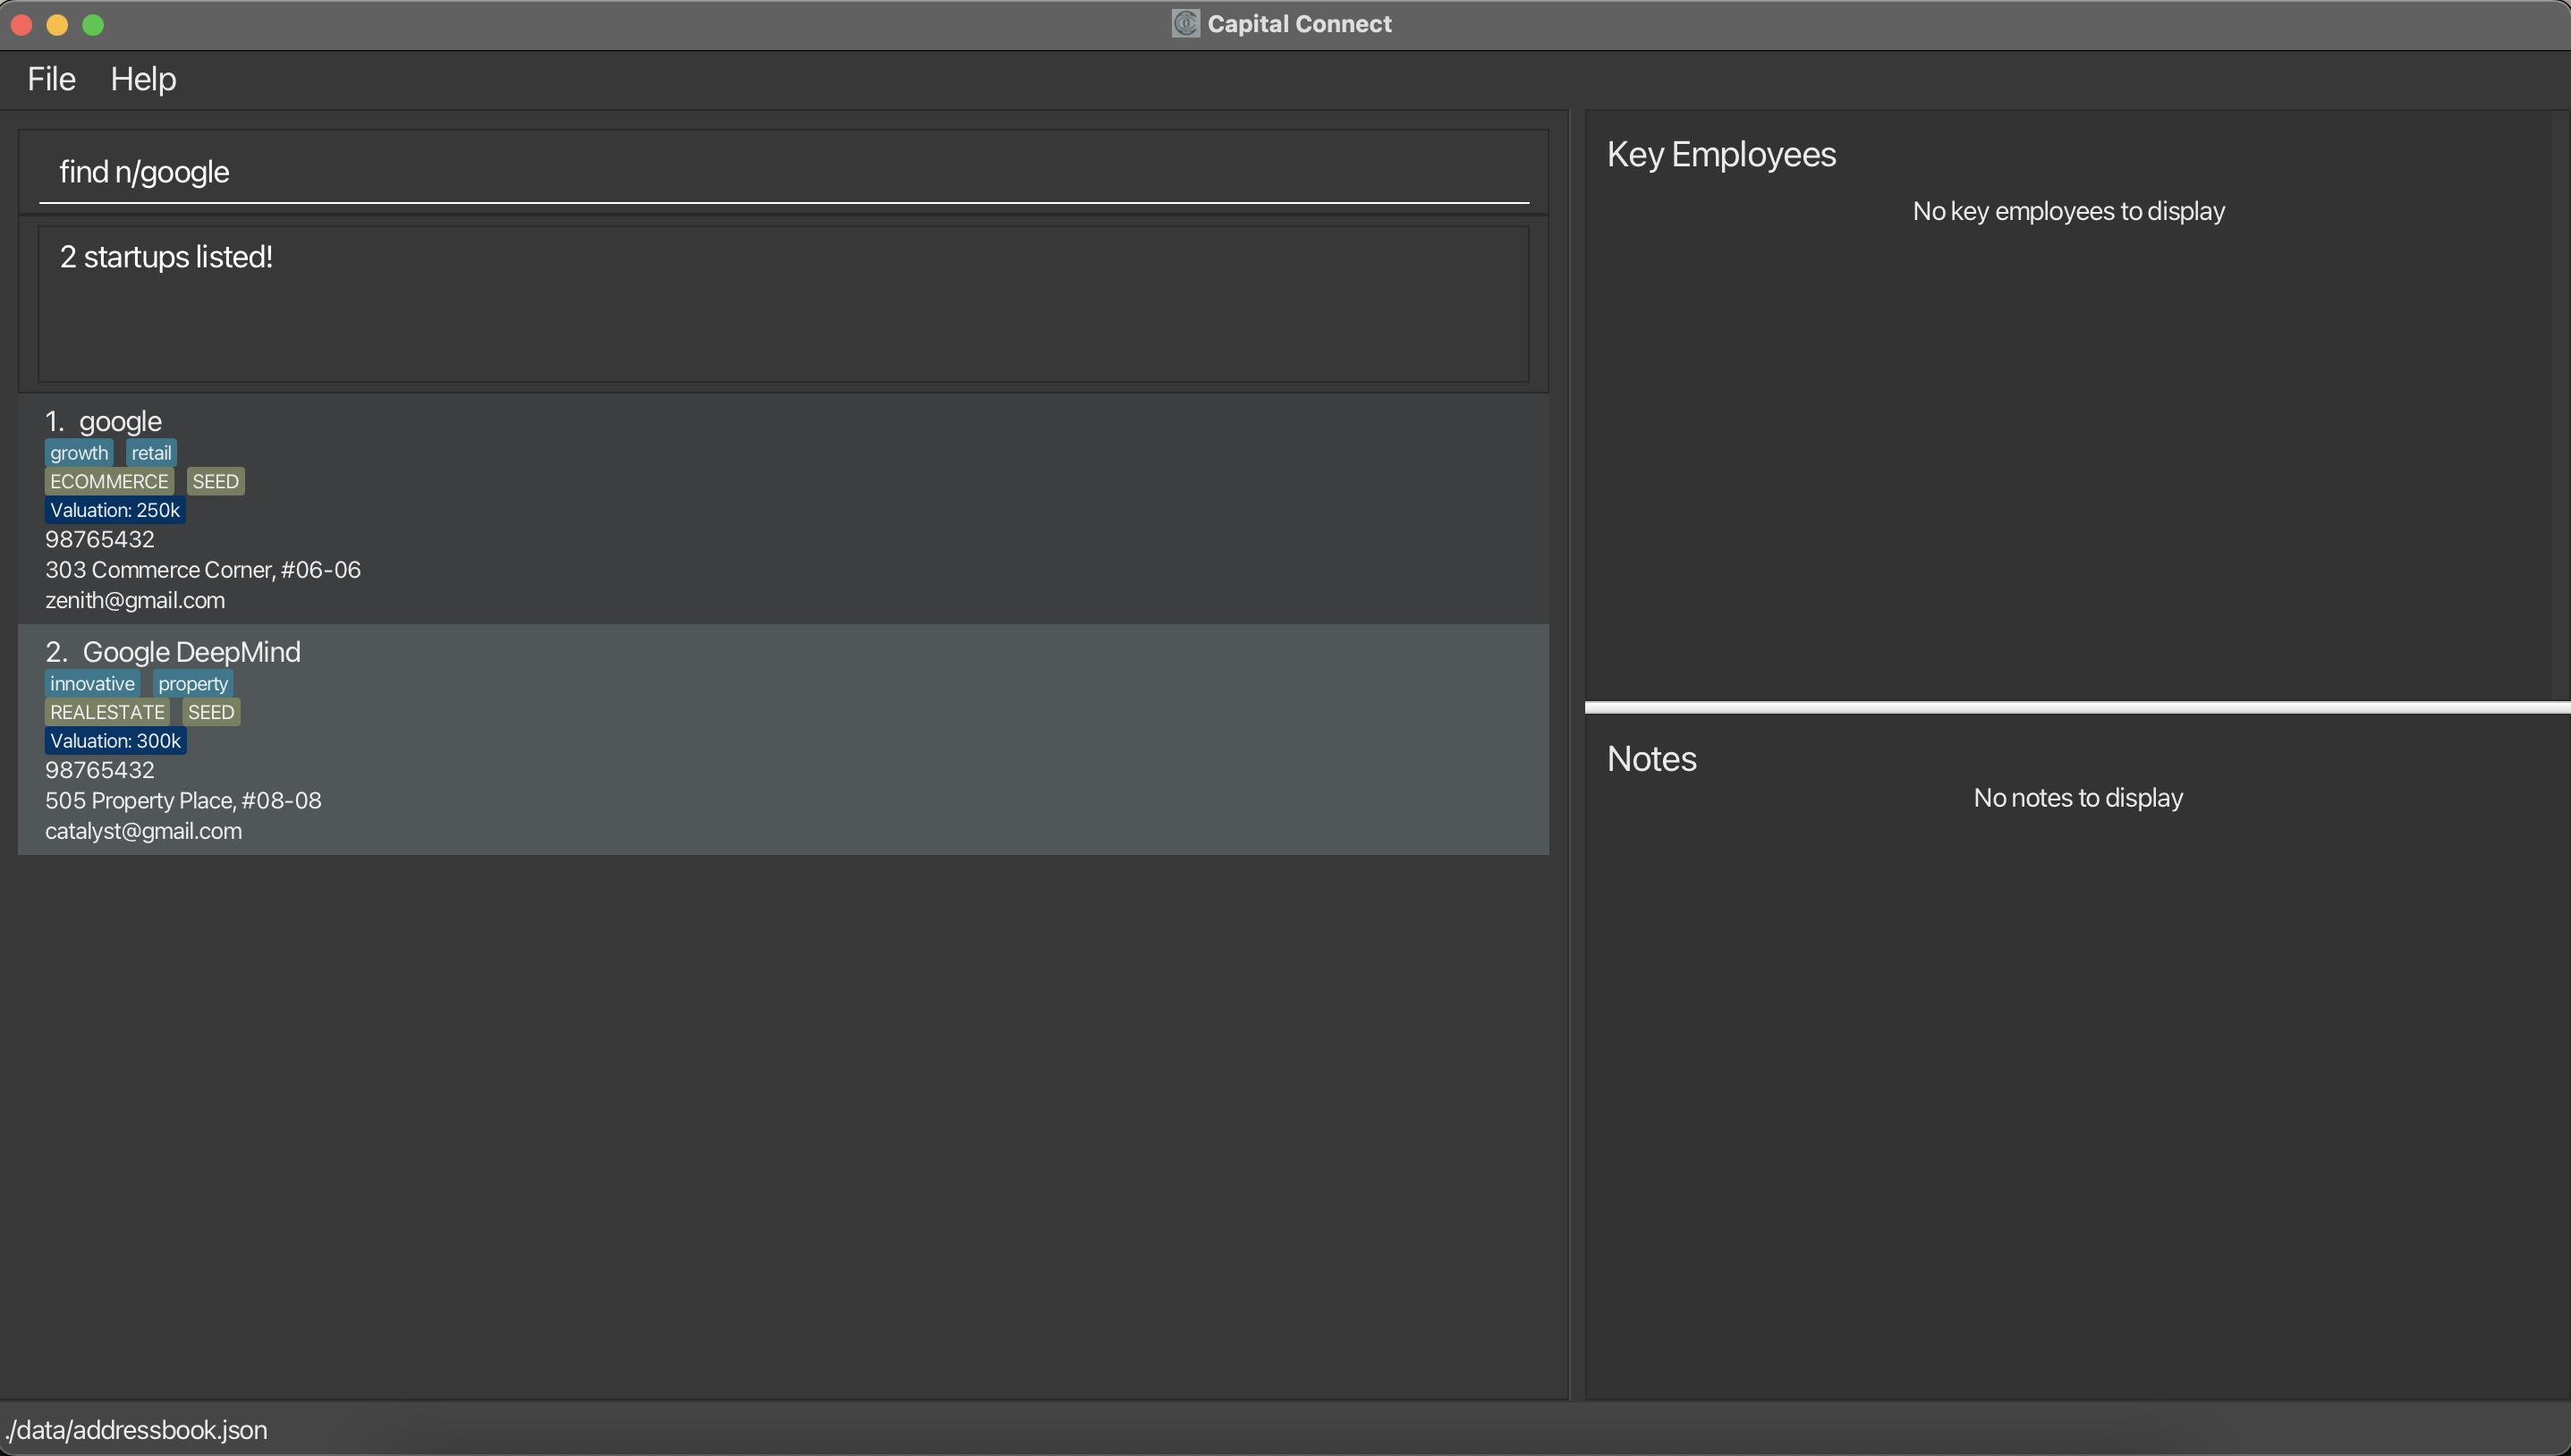 Capital Connect
File Help
find n/google
2 startups listed!
1. google
growth retail
ECOMMERCE SEED
Valuation: 250k
98765432
303 Commerce Corner, #06-06
zenith@gmail.com
2. Google DeepMind
innovative property
REALESTATE SEED
Valuation: 300k
98765432
505 Property Place, #08-08
catalyst@gmail.com
Key Employees
No key employees to display
Notes
No notes to display
./data/addressbook.json